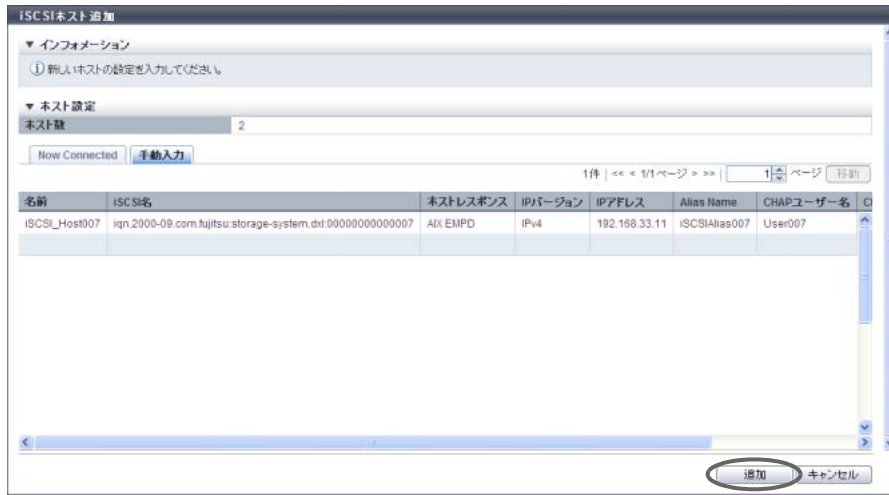 iSCSIホスト追加
▼ インフォメーション
新しいホストの設定を入力してください。
▼ ホスト設定
ホスト数 2
Now Connected 手動入力
1件 | << < 1/1ページ > >> | 1 ページ 移動
名前 iSCSI名 ホストレスポンス IPバージョン IPアドレス Alias Name CHAPユーザー名 C
iSCSI_Host007 iqn.2000-09.com.fujitsu:storage-system.dxl:00000000000007 AIX EMPD IPv4 192.168.33.11 iSCSIAlias007 User007
追加 キャンセル